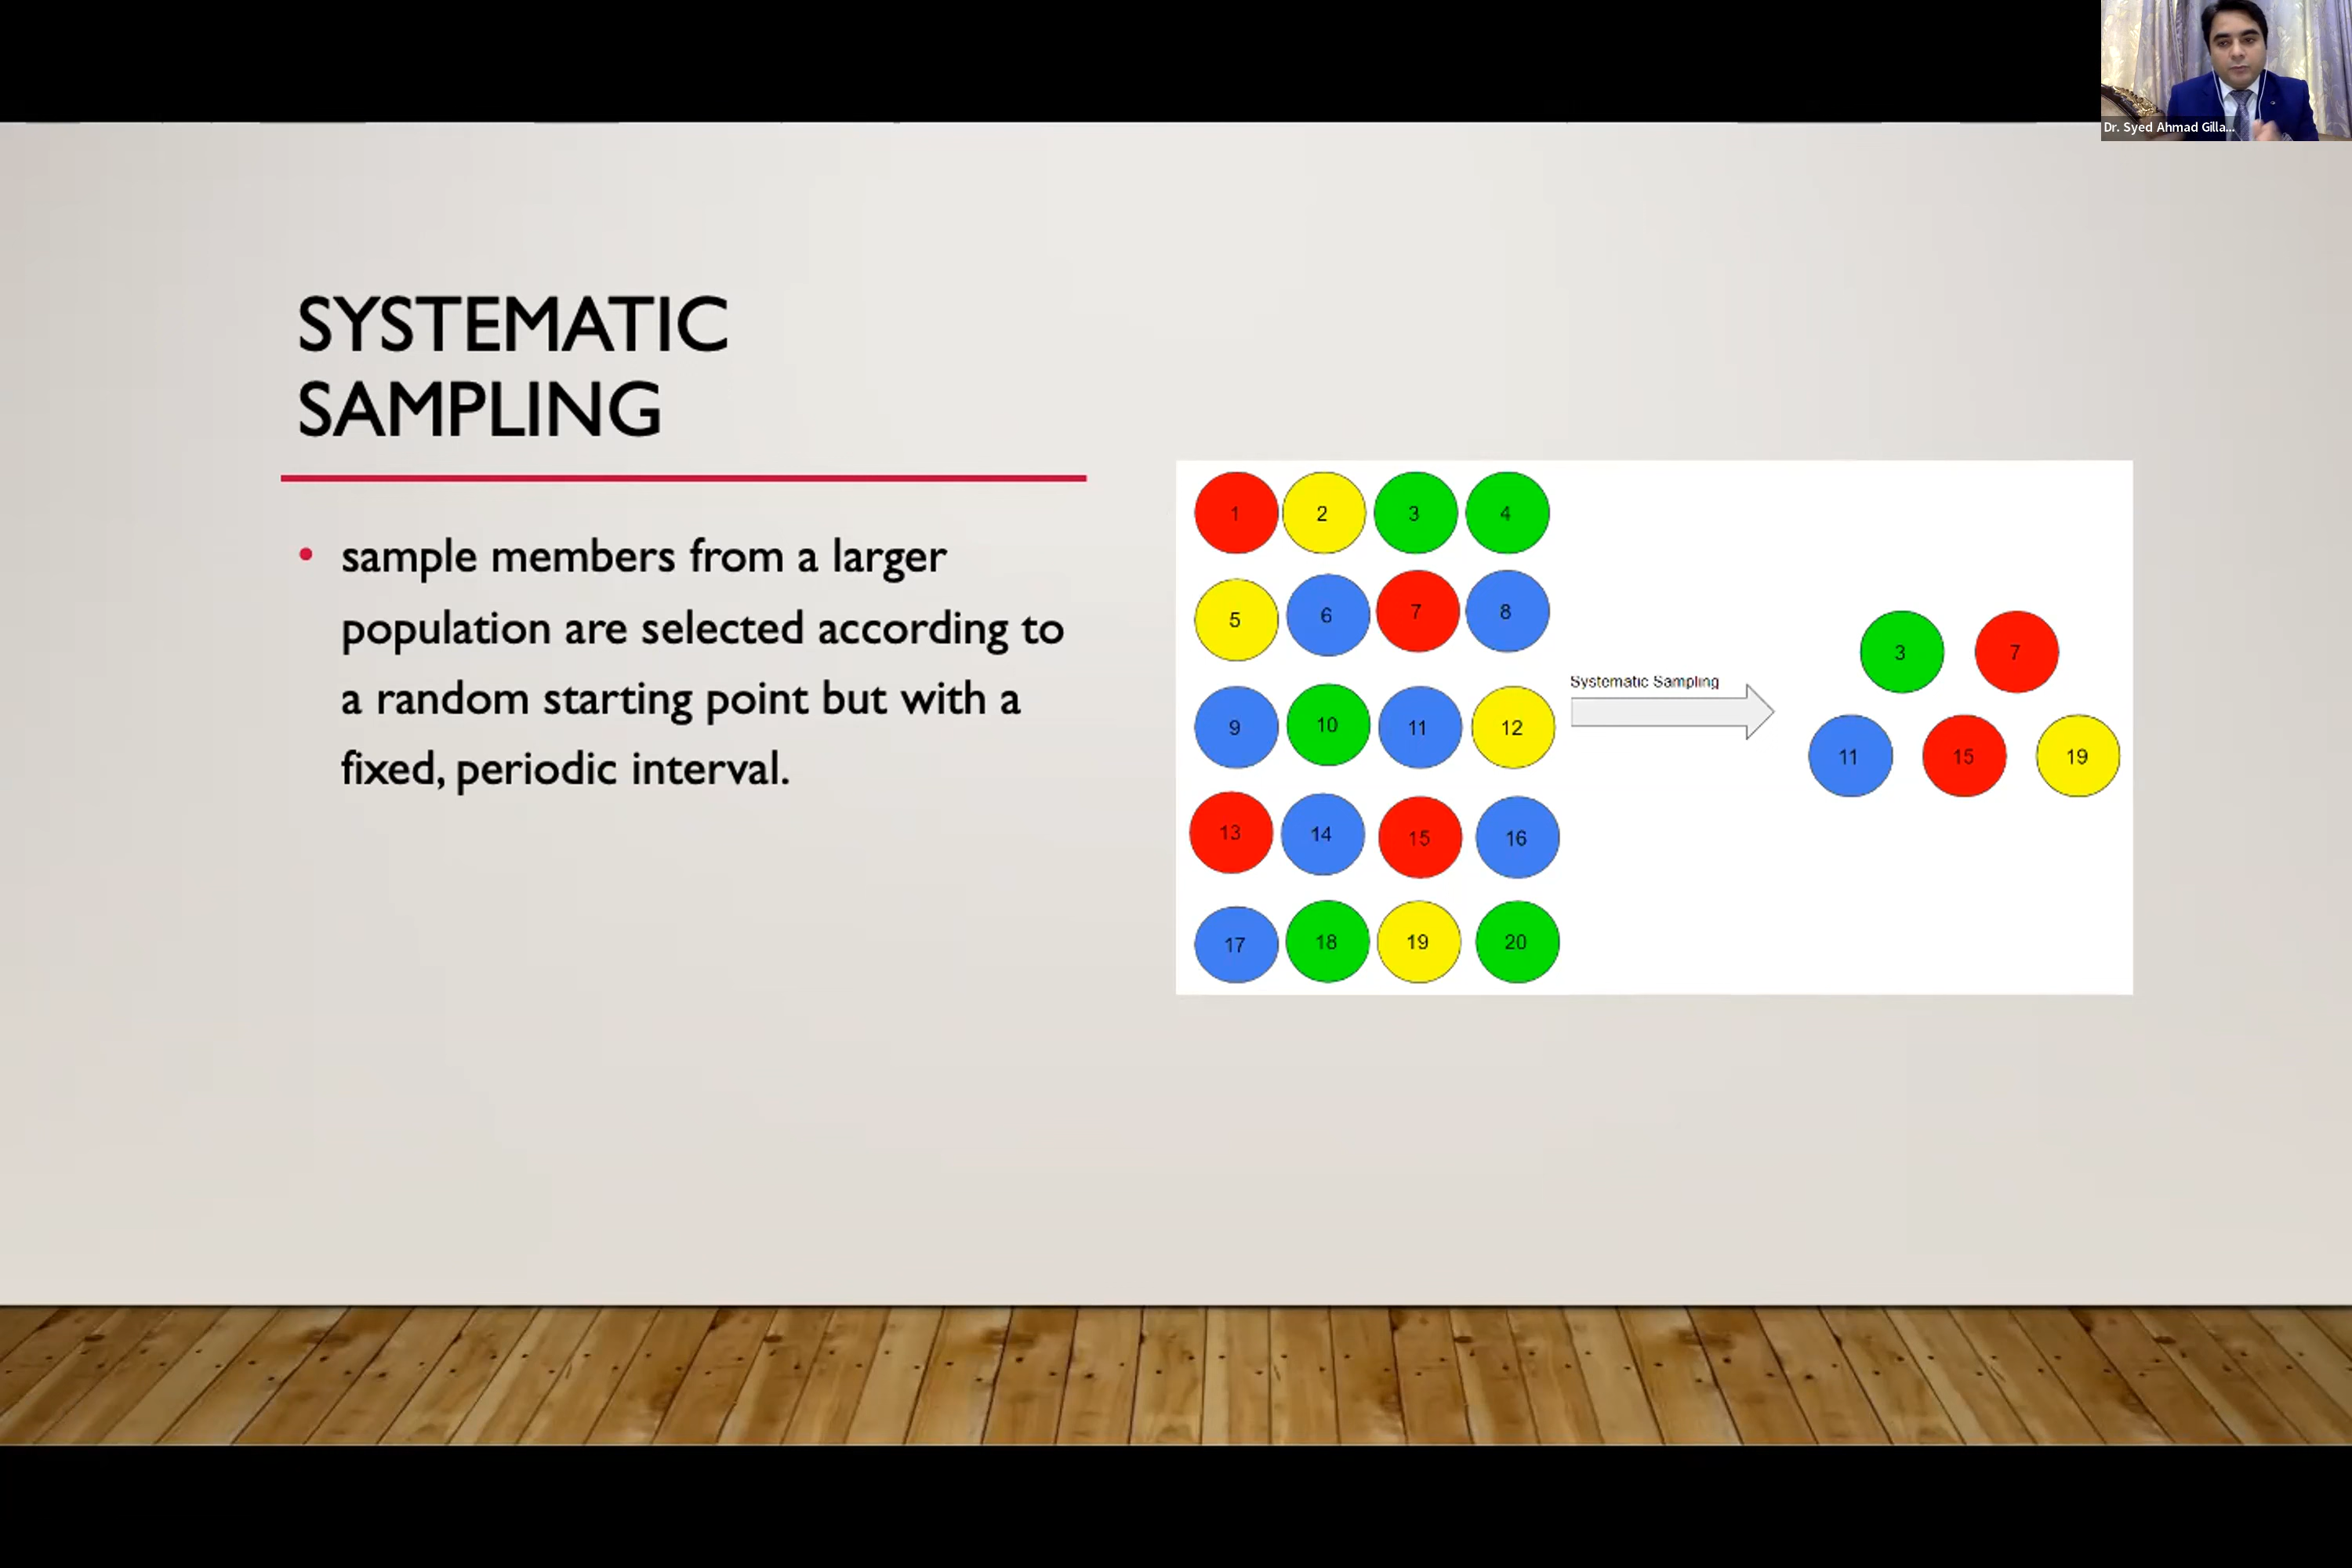 Dr. Syed Ahmad Gilla...
SYSTEMATIC
SAMPLING
• sample members from a larger
population are selected according to
a random starting point but with a
fixed, periodic interval.
1 2 3 4
5 6 7 8
9 10 11 12
13 14 15 16
17 18 19 20
Systematic Sampling
3 7
11 15 19